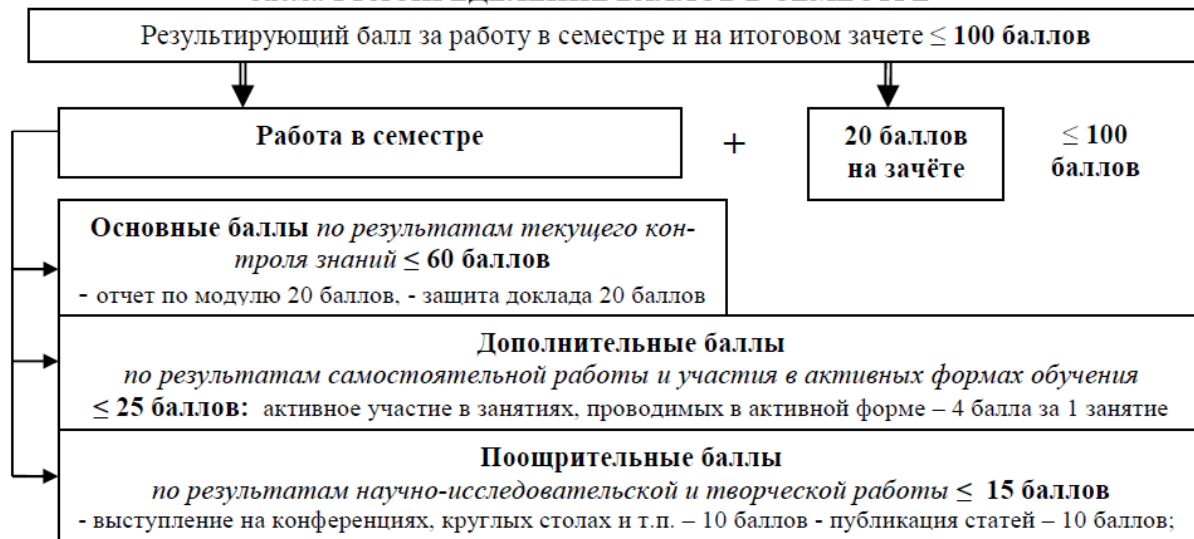 Результирующий балл за работу в семестре и на итоговом зачете ≤ 100 баллов
Работа в семестре
+
20 баллов
на зачёте
≤ 100
баллов
Основные баллы по результатам текущего кон-
троля знаний ≤ 60 баллов
- отчет по модулю 20 баллов, - защита доклада 20 баллов
Дополнительные баллы
по результатам самостоятельной работы и участия в активных формах обучения
≤ 25 баллов: активное участие в занятиях, проводимых в активной форме – 4 балла за 1 занятие
Поощрительные баллы
по результатам научно-исследовательской и творческой работы ≤ 15 баллов
- выступление на конференциях, круглых столах и т.п. – 10 баллов - публикация статей – 10 баллов;